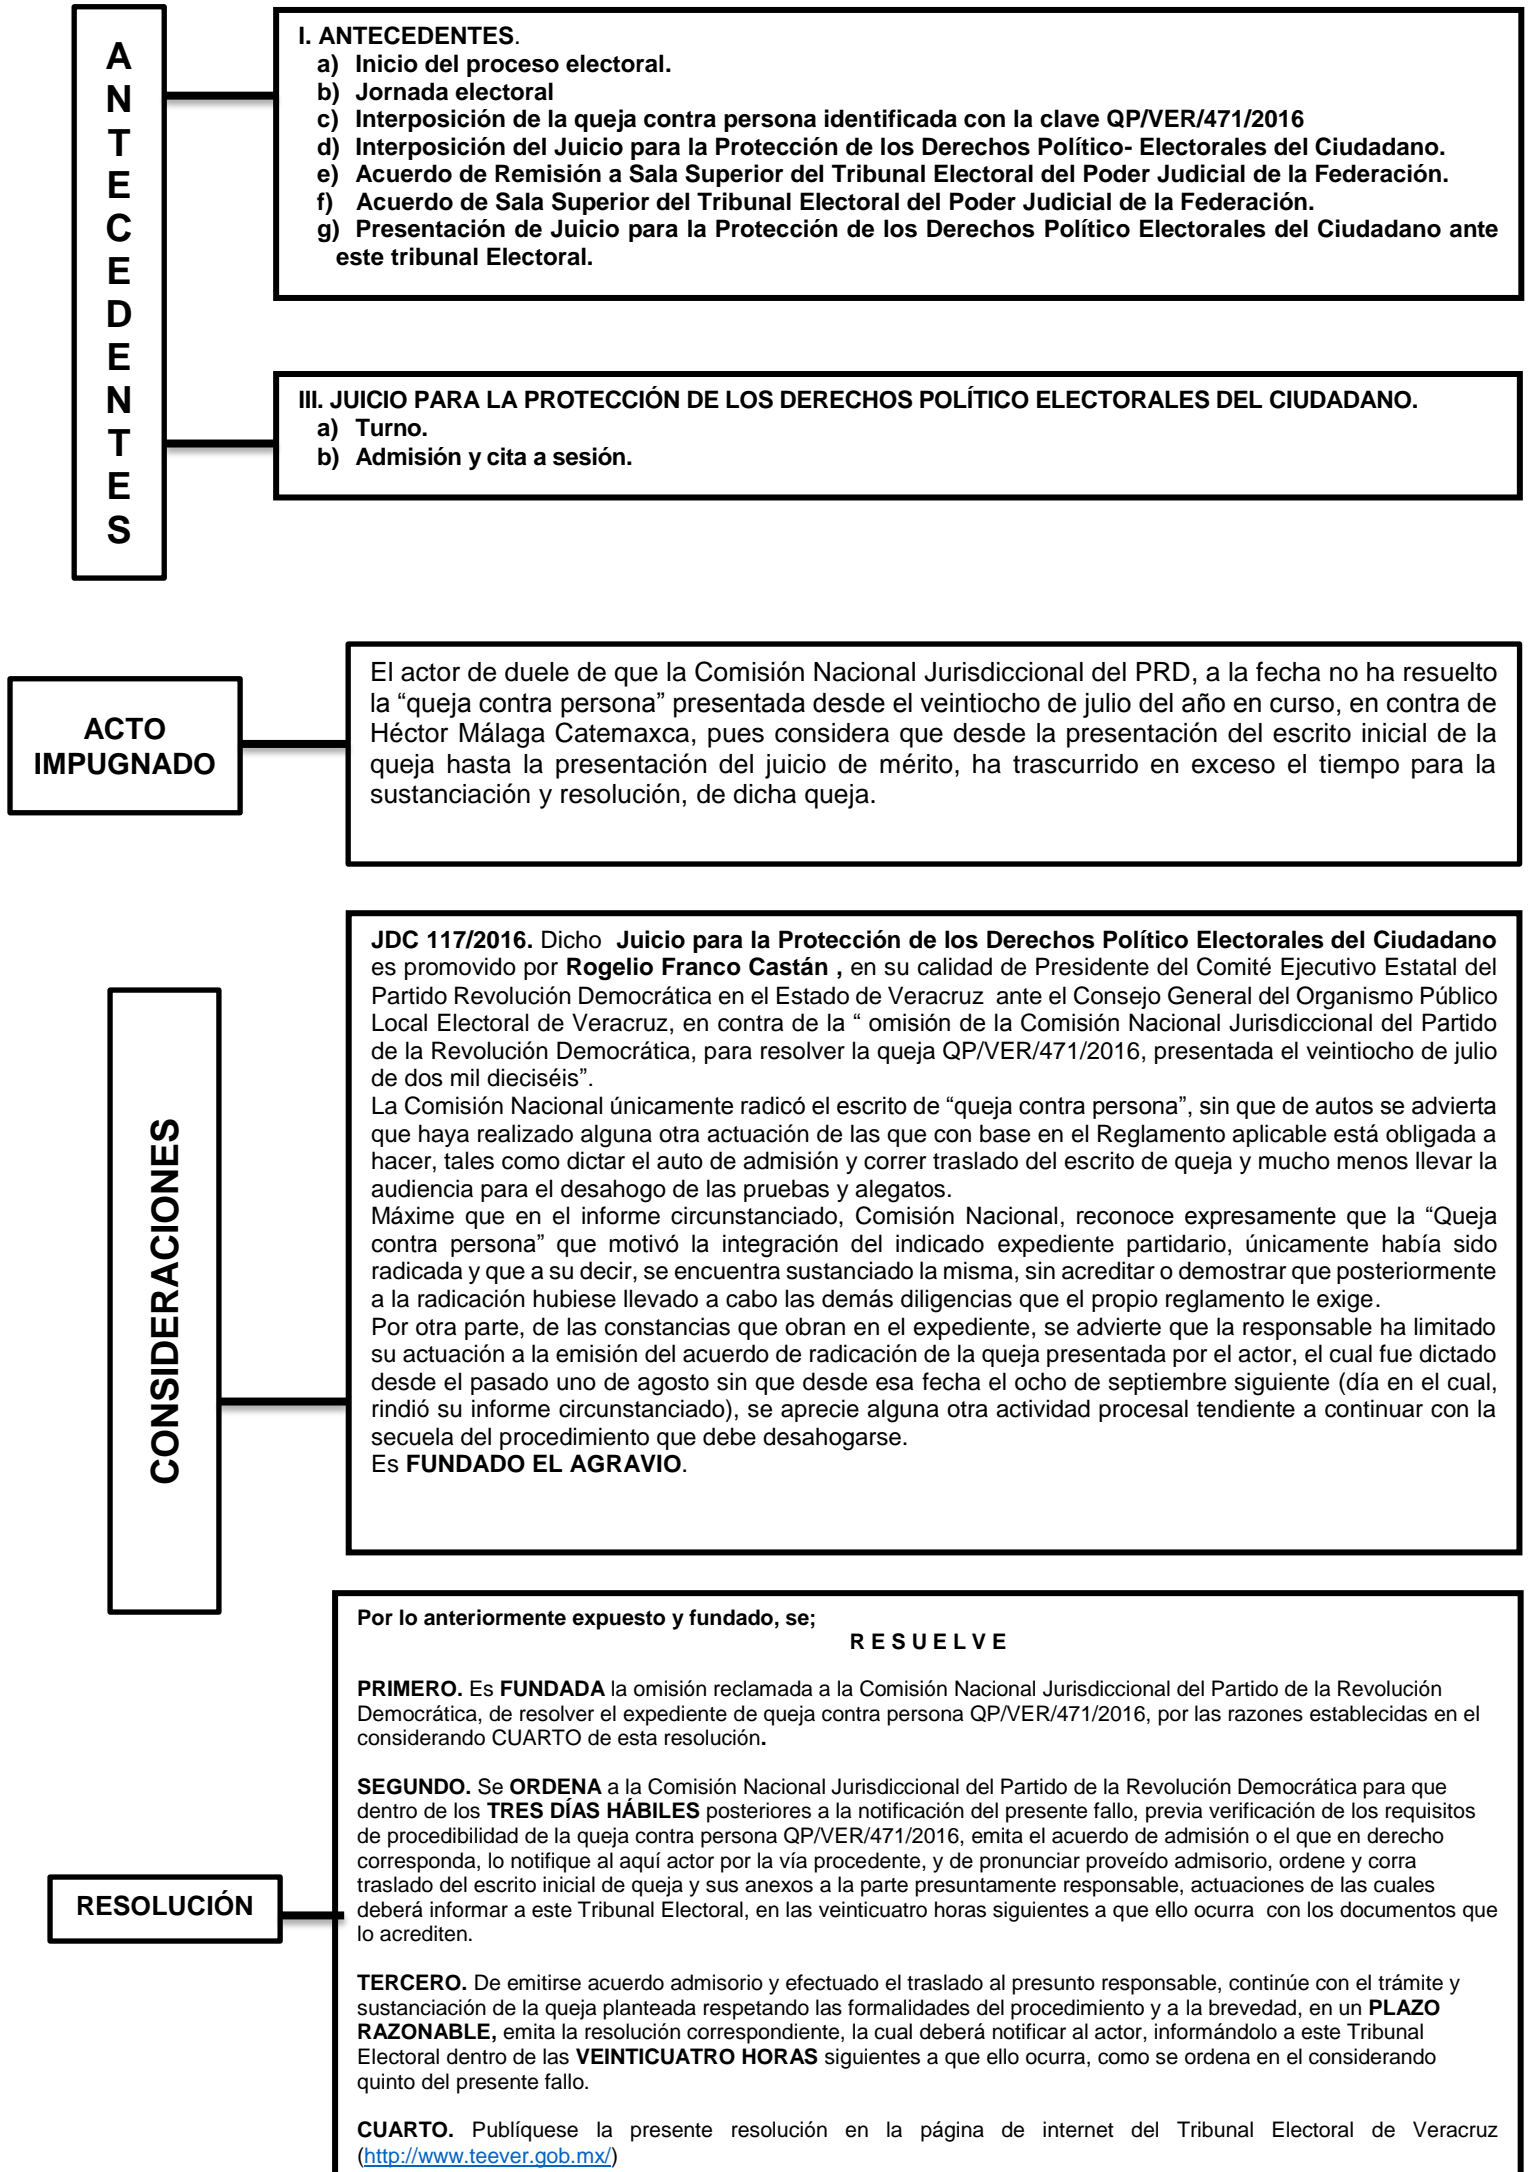 ANTECEDENTES
I. ANTECEDENTES.
a) Inicio del proceso electoral.
b) Jornada electoral
c) Interposición de la queja contra persona identificada con la clave QP/VER/471/2016
d) Interposición del Juicio para la Protección de los Derechos Político- Electorales del Ciudadano.
e) Acuerdo de Remisión a Sala Superior del Tribunal Electoral del Poder Judicial de la Federación.
f) Acuerdo de Sala Superior del Tribunal Electoral del Poder Judicial de la Federación.
g) Presentación de Juicio para la Protección de los Derechos Político Electorales del Ciudadano ante
este tribunal Electoral.
III. JUICIO PARA LA PROTECCIÓN DE LOS DERECHOS POLÍTICO ELECTORALES DEL CIUDADANO.
a) Turno.
b) Admisión y cita a sesión.
ACTO
IMPUGNADO
El actor de duele de que la Comisión Nacional Jurisdiccional del PRD, a la fecha no ha resuelto
la “queja contra persona” presentada desde el veintiocho de julio del año en curso, en contra de
Héctor Málaga Catemaxca, pues considera que desde la presentación del escrito inicial de la
queja hasta la presentación del juicio de mérito, ha trascurrido en exceso el tiempo para la
sustanciación y resolución, de dicha queja.
CONSIDERACIONES
JDC 117/2016. Dicho Juicio para la Protección de los Derechos Político Electorales del Ciudadano
es promovido por Rogelio Franco Castán , en su calidad de Presidente del Comité Ejecutivo Estatal del
Partido Revolución Democrática en el Estado de Veracruz ante el Consejo General del Organismo Público
Local Electoral de Veracruz, en contra de la “ omisión de la Comisión Nacional Jurisdiccional del Partido
de la Revolución Democrática, para resolver la queja QP/VER/471/2016, presentada el veintiocho de julio
de dos mil dieciséis”.
La Comisión Nacional únicamente radicó el escrito de “queja contra persona”, sin que de autos se advierta
que haya realizado alguna otra actuación de las que con base en el Reglamento aplicable está obligada a
hacer, tales como dictar el auto de admisión y correr traslado del escrito de queja y mucho menos llevar la
audiencia para el desahogo de las pruebas y alegatos.
Máxime que en el informe circunstanciado, Comisión Nacional, reconoce expresamente que la “Queja
contra persona” que motivó la integración del indicado expediente partidario, únicamente había sido
radicada y que a su decir, se encuentra sustanciado la misma, sin acreditar o demostrar que posteriormente
a la radicación hubiese llevado a cabo las demás diligencias que el propio reglamento le exige.
Por otra parte, de las constancias que obran en el expediente, se advierte que la responsable ha limitado
su actuación a la emisión del acuerdo de radicación de la queja presentada por el actor, el cual fue dictado
desde el pasado uno de agosto sin que desde esa fecha el ocho de septiembre siguiente (día en el cual,
rindió su informe circunstanciado), se aprecie alguna otra actividad procesal tendiente a continuar con la
secuela del procedimiento que debe desahogarse.
Es FUNDADO EL AGRAVIO.
RESOLUCIÓN
Por lo anteriormente expuesto y fundado, se;
R E S U E L V E
PRIMERO. Es FUNDADA la omisión reclamada a la Comisión Nacional Jurisdiccional del Partido de la Revolución
Democrática, de resolver el expediente de queja contra persona QP/VER/471/2016, por las razones establecidas en el
considerando CUARTO de esta resolución.
SEGUNDO. Se ORDENA a la Comisión Nacional Jurisdiccional del Partido de la Revolución Democrática para que
dentro de los TRES DÍAS HÁBILES posteriores a la notificación del presente fallo, previa verificación de los requisitos
de procedibilidad de la queja contra persona QP/VER/471/2016, emita el acuerdo de admisión o el que en derecho
corresponda, lo notifique al aquí actor por la vía procedente, y de pronunciar proveído admisorio, ordene y corra
traslado del escrito inicial de queja y sus anexos a la parte presuntamente responsable, actuaciones de las cuales
deberá informar a este Tribunal Electoral, en las veinticuatro horas siguientes a que ello ocurra con los documentos que
lo acrediten.
TERCERO. De emitirse acuerdo admisorio y efectuado el traslado al presunto responsable, continúe con el trámite y
sustanciación de la queja planteada respetando las formalidades del procedimiento y a la brevedad, en un PLAZO
RAZONABLE, emita la resolución correspondiente, la cual deberá notificar al actor, informándolo a este Tribunal
Electoral dentro de las VEINTICUATRO HORAS siguientes a que ello ocurra, como se ordena en el considerando
quinto del presente fallo.
CUARTO. Publíquese la presente resolución en la página de internet del Tribunal Electoral de Veracruz
(http://www.teever.gob.mx/)